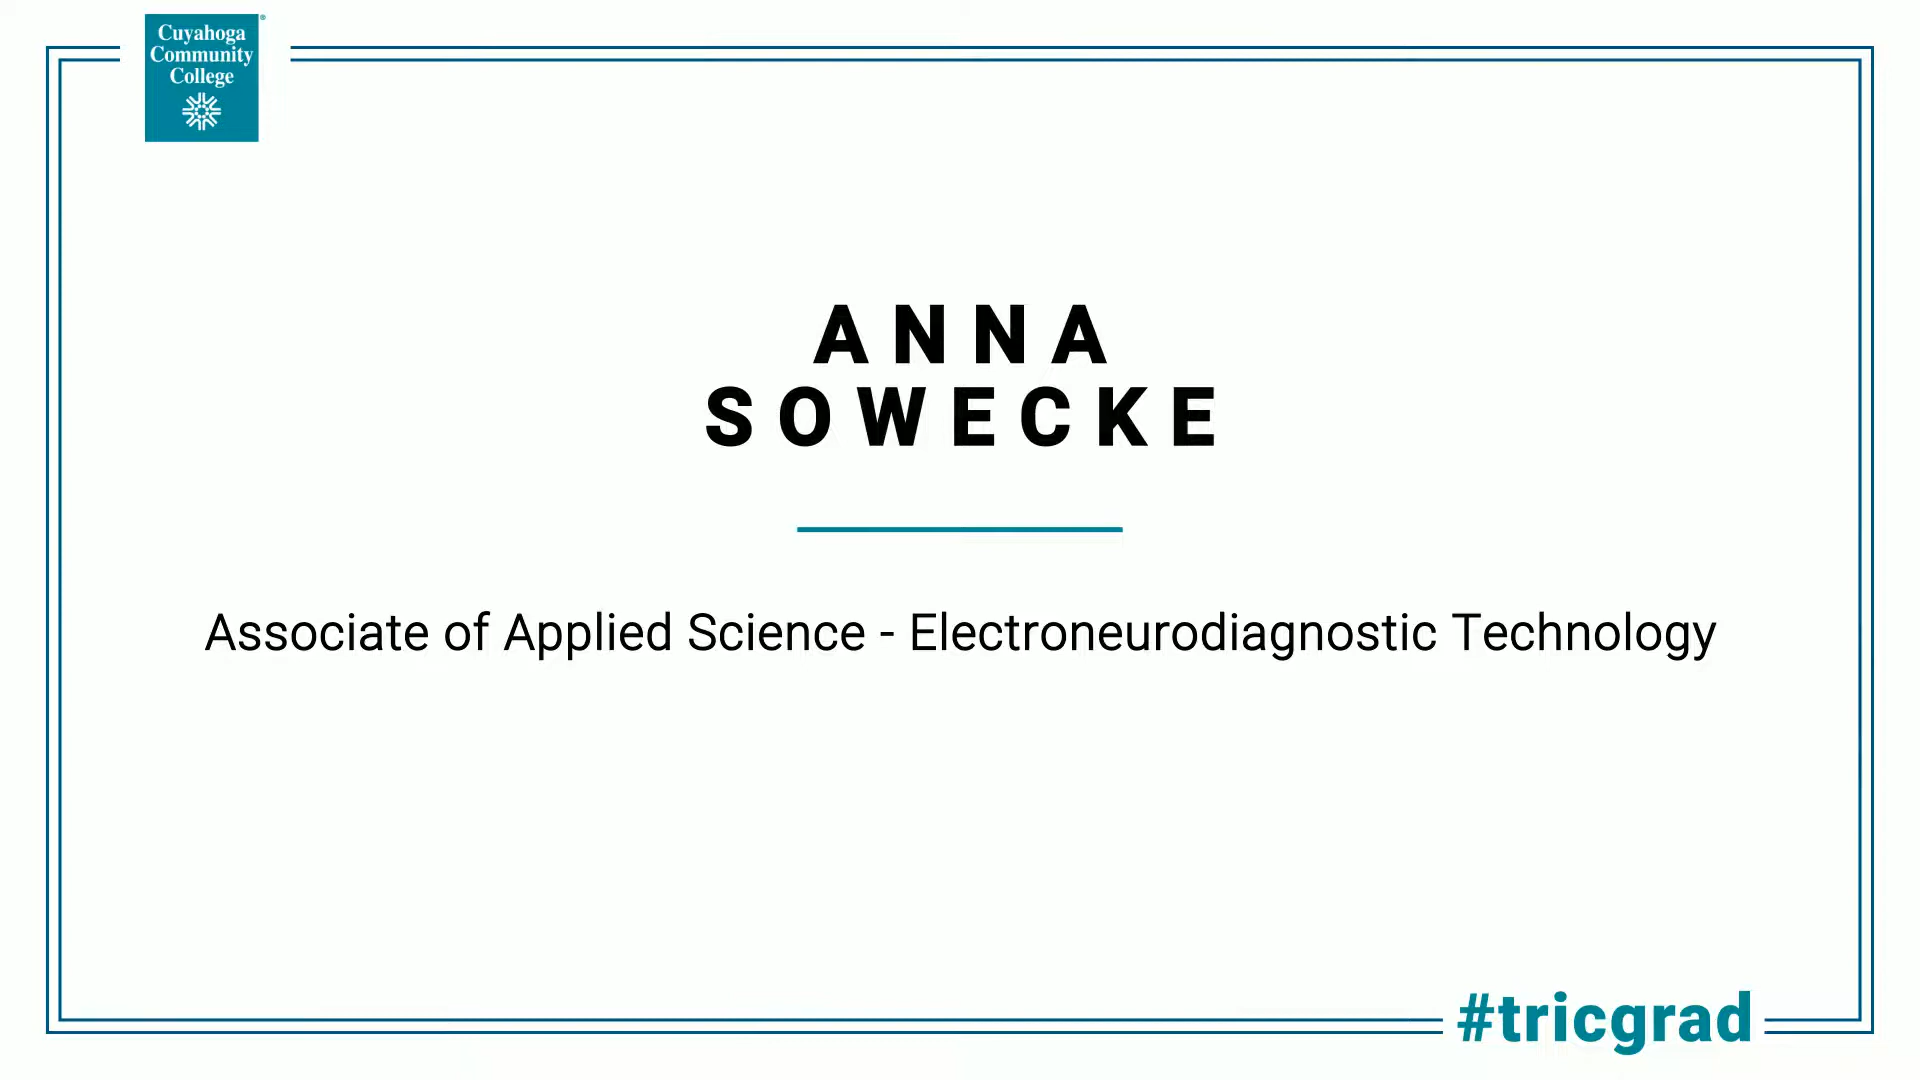 Cuyahoga
Community
College
ANNA
SOWECKE
Associate of Applied Science - Electroneurodiagnostic Technology
#tricgrad